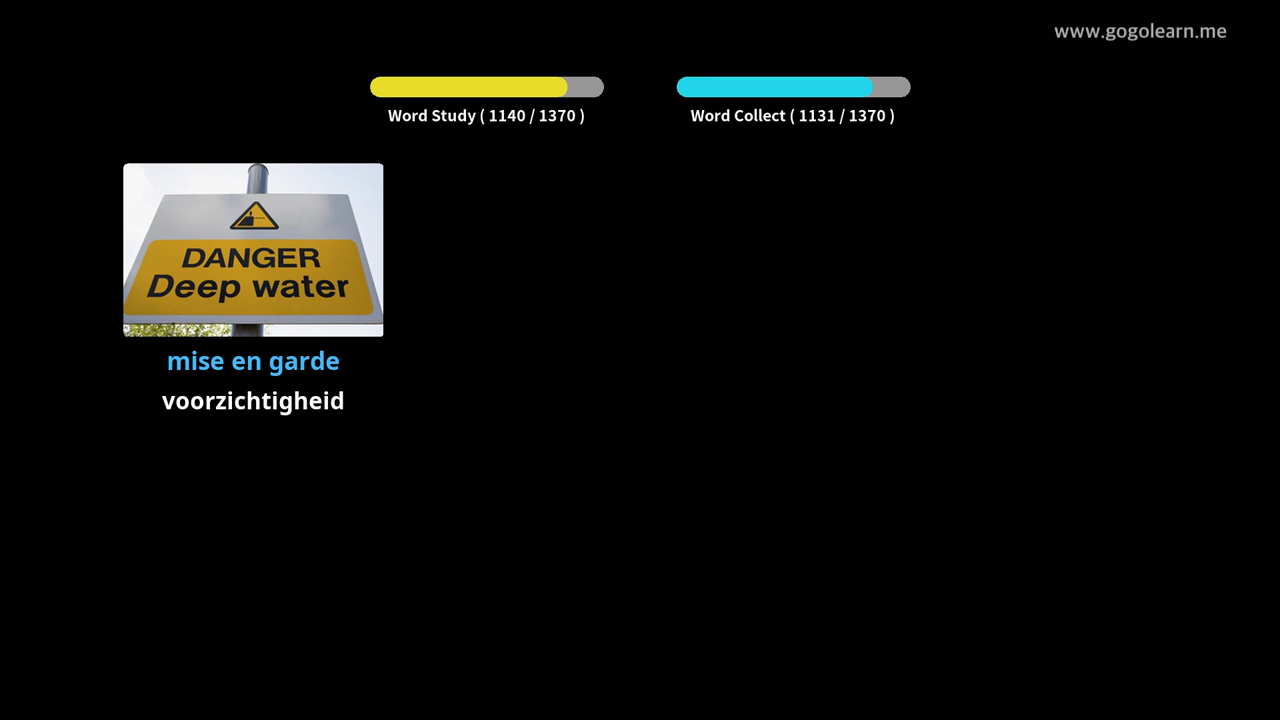 www.gogolearn.me
Word Study ( 1140 / 1370 )
Word Collect ( 1131 / 1370 )
DANGER
Deep water
mise en garde
voorzichtigheid